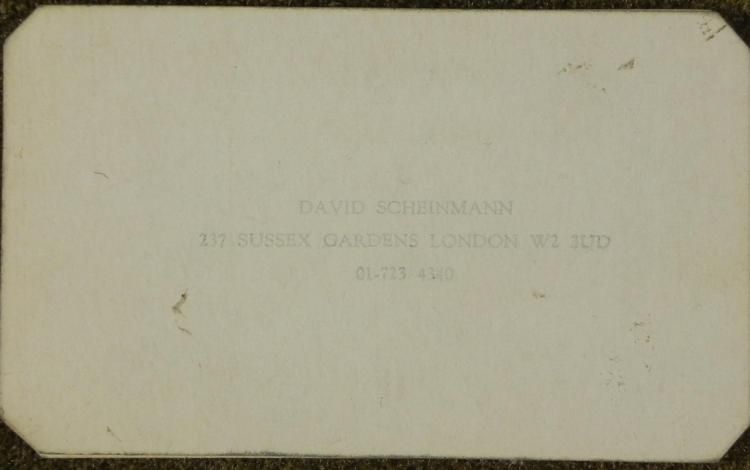 DAVID SCHEINMANN
237 SUSSEX GARDENS LONDON W2 3UD
01-723 4340